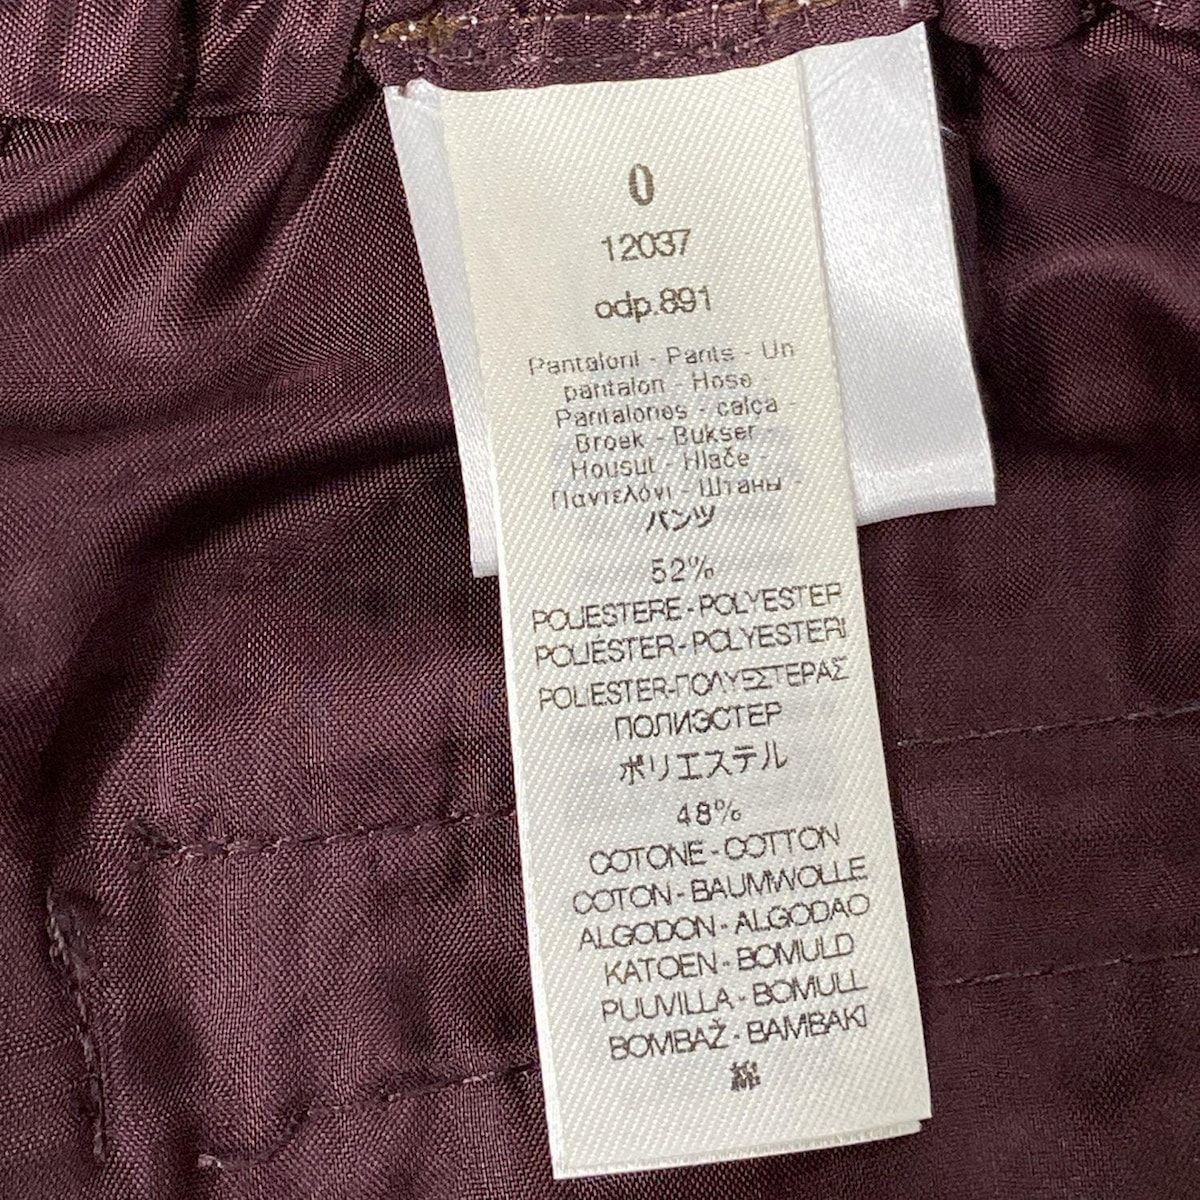 0
12037
odp.891
Pantaloni - Pants - Un
pantalon - Hose -
Pantalones - calça -
Broek - Bukser -
Housut - Hlače -
Παντελόνι - Штаны -
パンツ
52%
POLIESTERE-POLYESTER
POLIÉSTER-POLYESTERI
POLIESTER-ΠΟΛΥΕΣΤΕΡΑΣ
ПОЛИЭСТЕР
ポリエステル
48%
COTONE-COTTON
COTON-BAUMWOLLE
ALGODON-ALGODAO
KATOEN-BOMULD
PUUVILLA-BOMULL
BOMBAŽ-BAMBAKI
綿